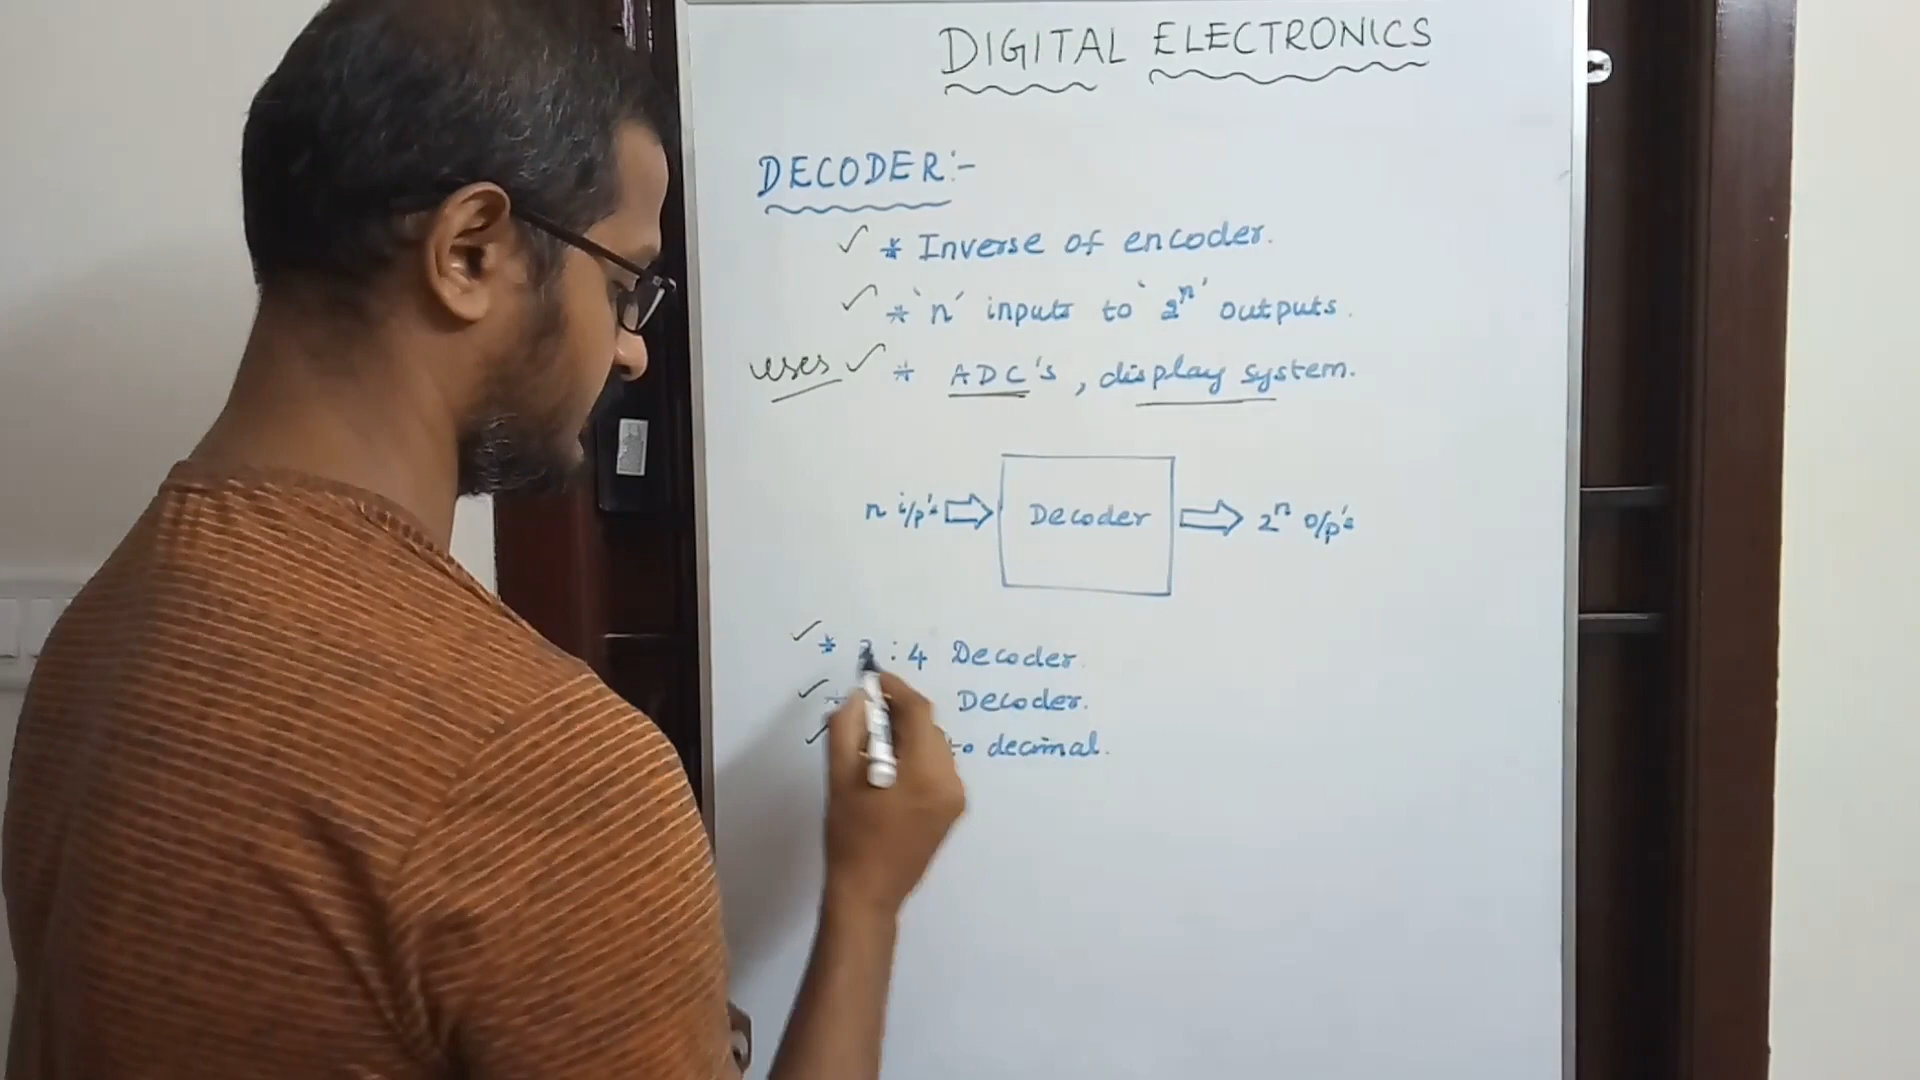 DIGITAL ELECTRONICS
DECODER:-
✓ * Inverse of encoder.
✓ * 'n' inputs to '2ⁿ' outputs.
uses ✓ * ADC's, display system.
n i/p's ⇨ Decoder ⇨ 2ⁿ o/p's
✓ * : 4 Decoder.
✓ * Decoder.
✓ to decimal.